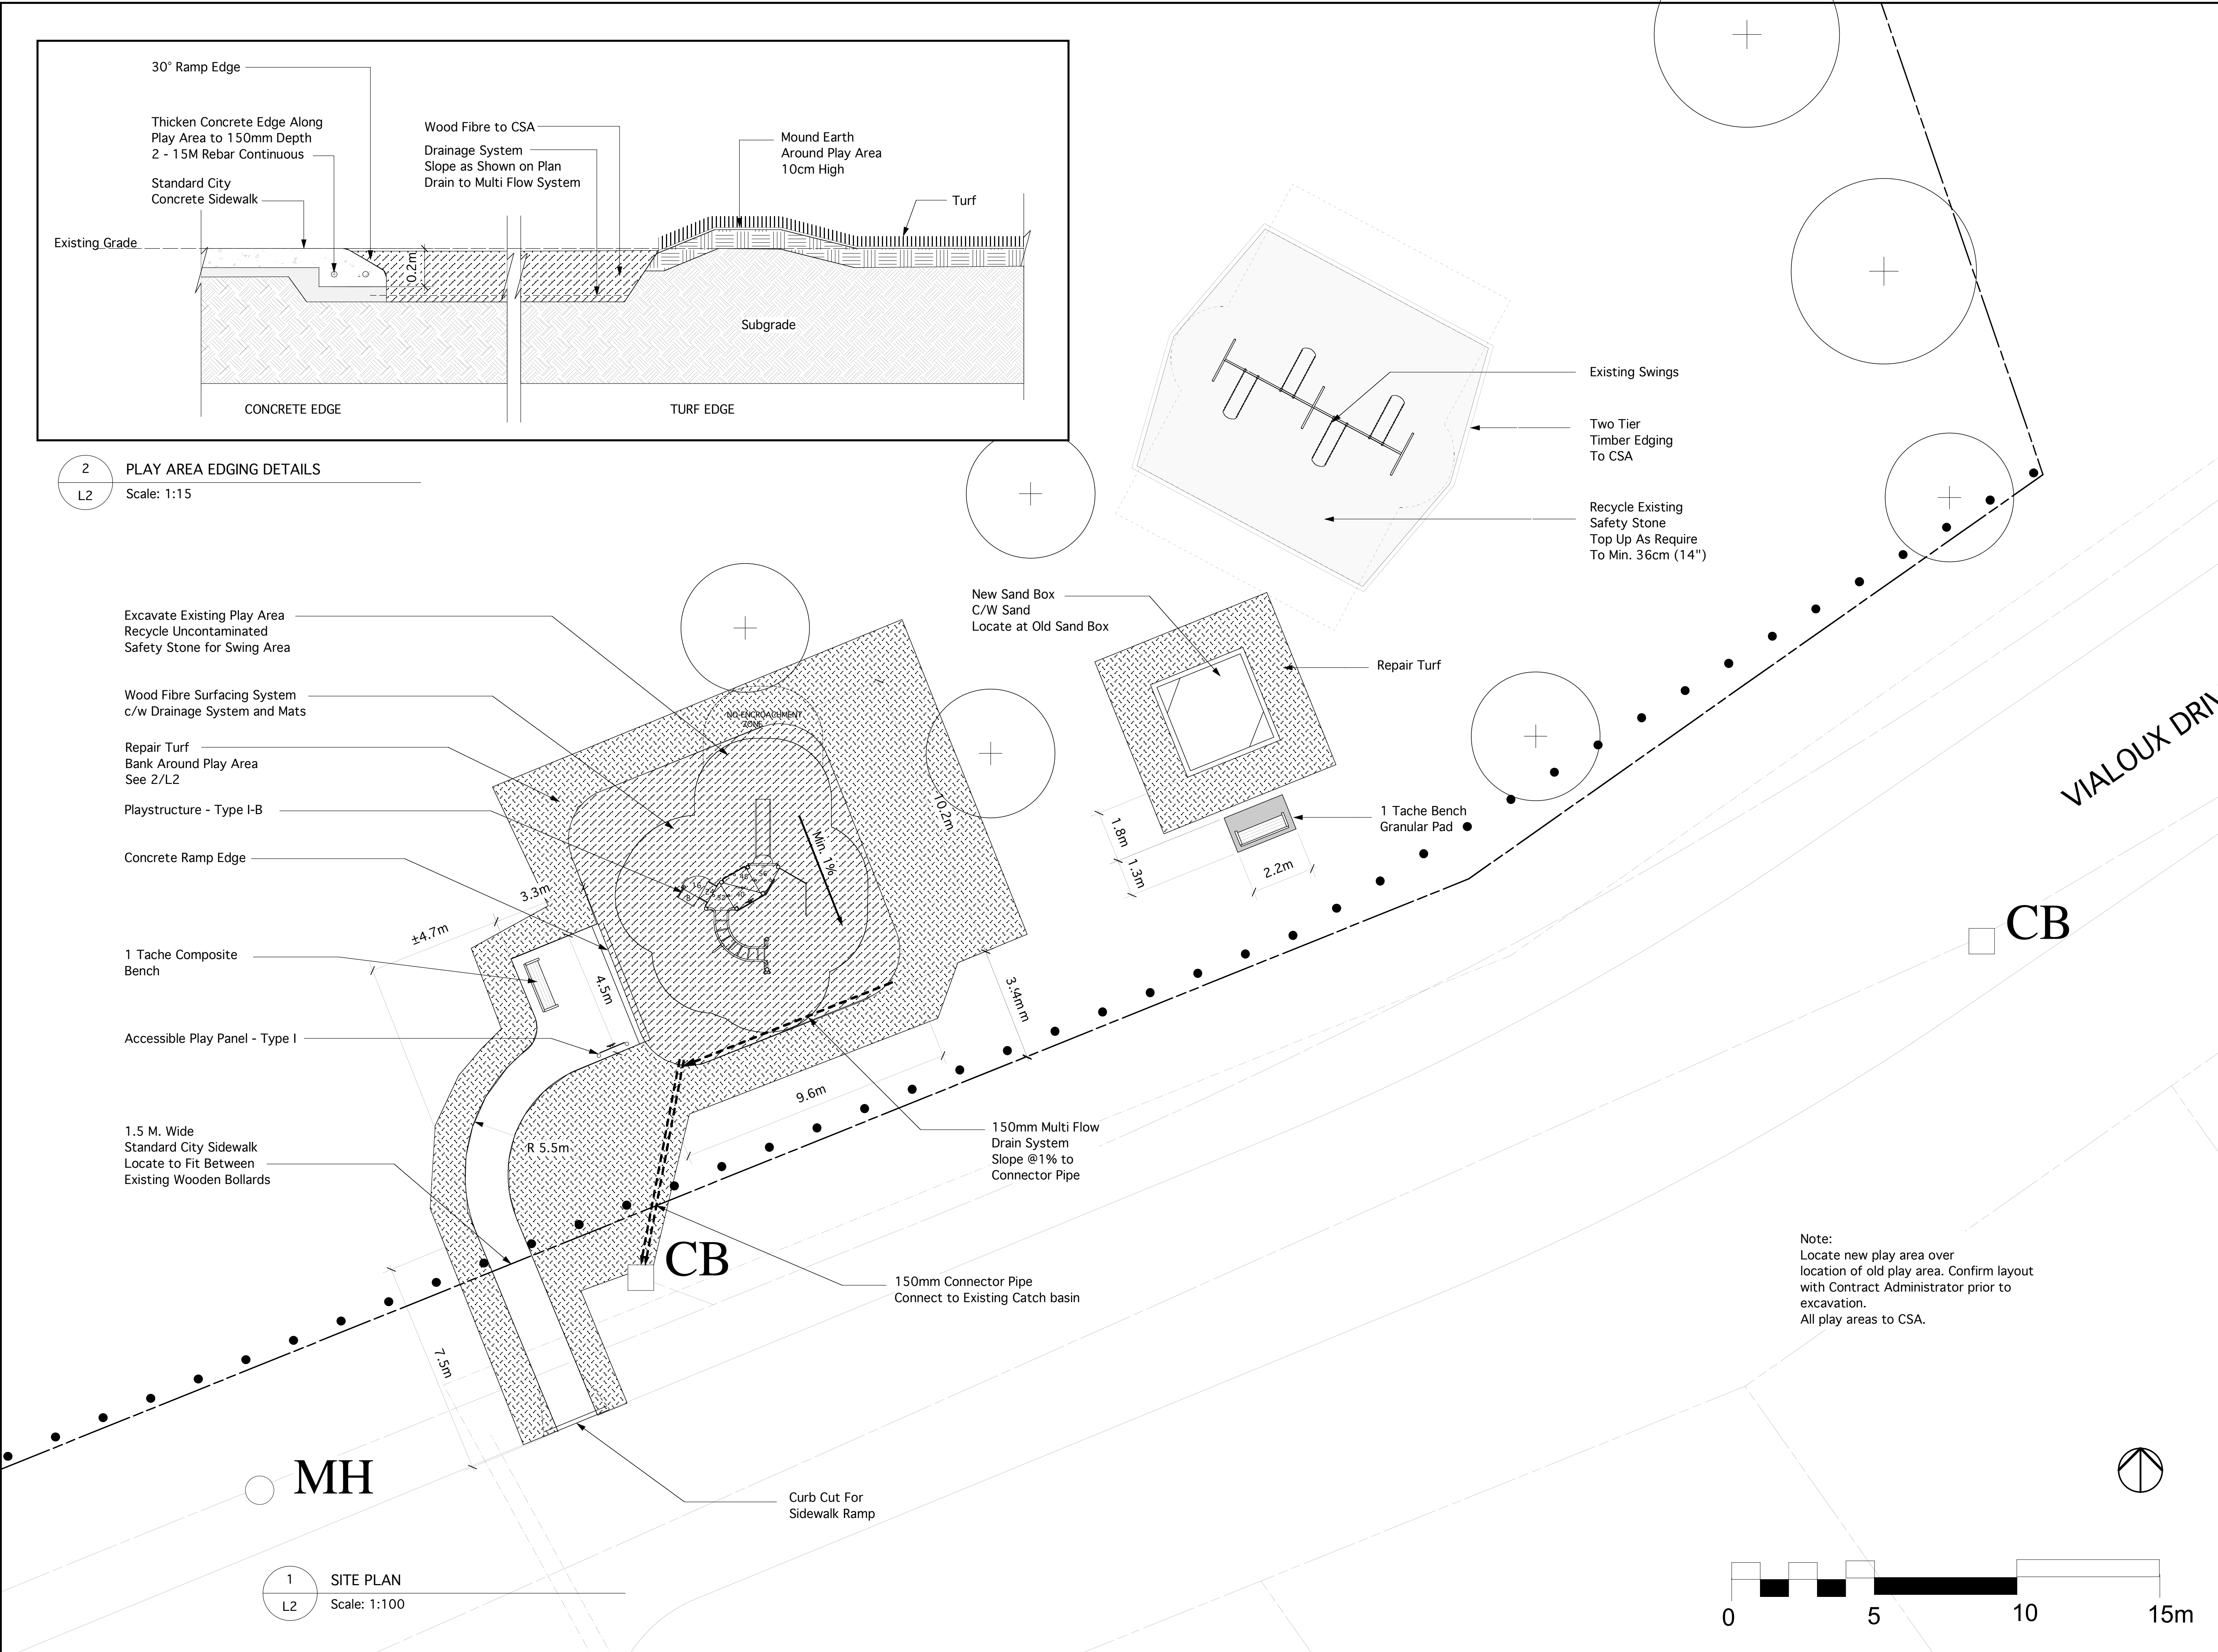 30° Ramp Edge
Thicken Concrete Edge Along
Play Area to 150mm Depth
2 - 15M Rebar Continuous
Standard City
Concrete Sidewalk
Existing Grade
Wood Fibre to CSA
Drainage System
Slope as Shown on Plan
Drain to Multi Flow System
Mound Earth
Around Play Area
10cm High
Turf
0.2m
Subgrade
CONCRETE EDGE
TURF EDGE
2
L2
PLAY AREA EDGING DETAILS
Scale: 1:15
Existing Swings
Two Tier
Timber Edging
To CSA
Recycle Existing
Safety Stone
Top Up As Require
To Min. 36cm (14")
New Sand Box
C/W Sand
Locate at Old Sand Box
Repair Turf
1 Tache Bench
Granular Pad
1.8m
1.3m
2.2m
VIALOUX DRIV
CB
Excavate Existing Play Area
Recycle Uncontaminated
Safety Stone for Swing Area
Wood Fibre Surfacing System
c/w Drainage System and Mats
Repair Turf
Bank Around Play Area
See 2/L2
Playstructure - Type I-B
Concrete Ramp Edge
1 Tache Composite
Bench
Accessible Play Panel - Type I
1.5 M. Wide
Standard City Sidewalk
Locate to Fit Between
Existing Wooden Bollards
NO-ENCROACHMENT
ZONE
Min. 1%
10.2m
3.3m
±4.7m
4.5m
9.6m
R 5.5m
7.5m
150mm Multi Flow
Drain System
Slope @1% to
Connector Pipe
CB
150mm Connector Pipe
Connect to Existing Catch basin
Curb Cut For
Sidewalk Ramp
MH
Note:
Locate new play area over
location of old play area. Confirm layout
with Contract Administrator prior to
excavation.
All play areas to CSA.
1
L2
SITE PLAN
Scale: 1:100
0 5 10 15m